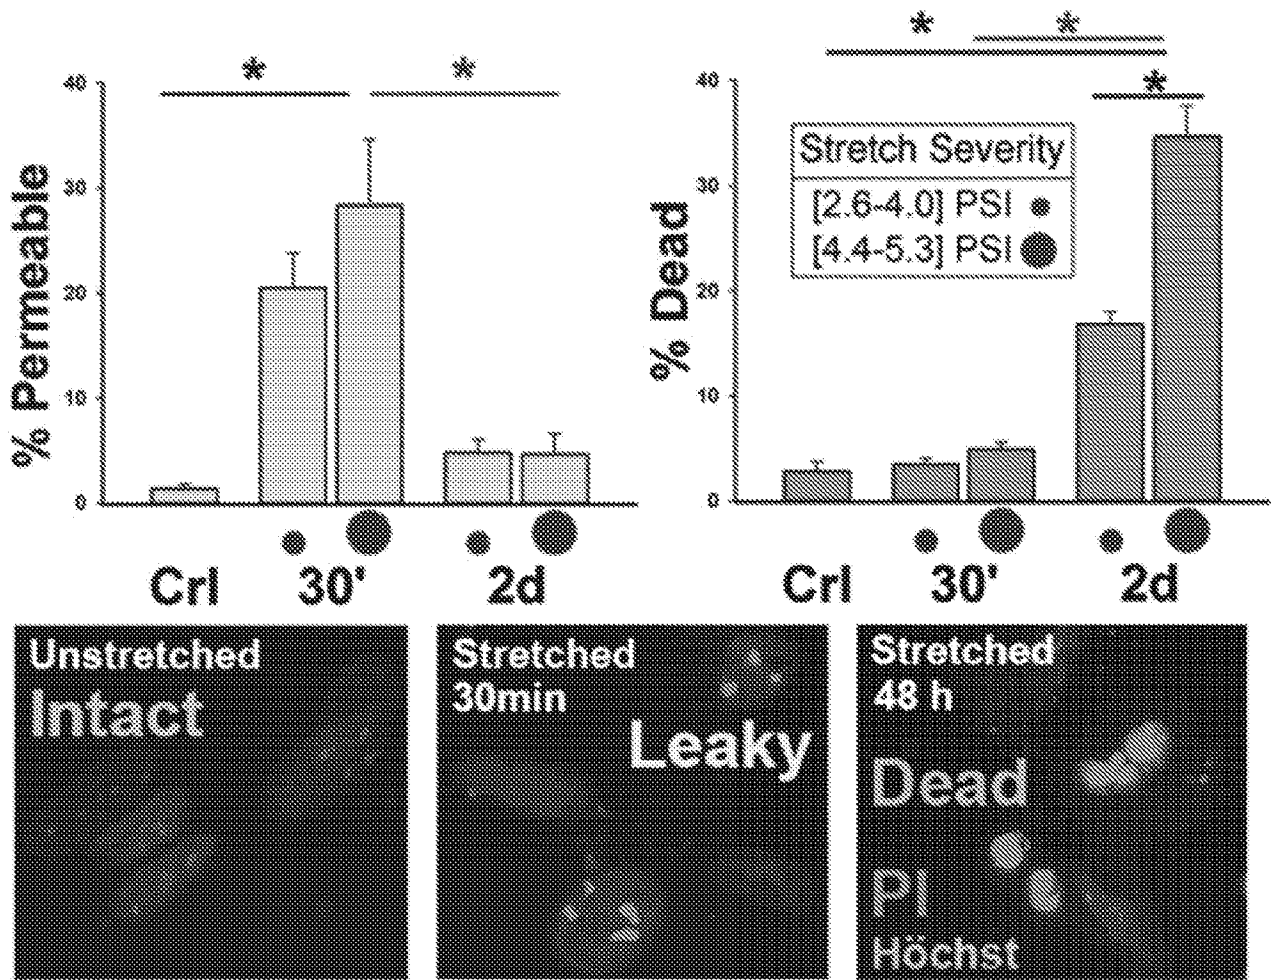 * *
40
30
20
10
0
% Permeable
Crl 30' 2d
* *
*
40
30
20
10
0
% Dead
Stretch Severity
[2.6-4.0] PSI
[4.4-5.3] PSI
Crl 30' 2d
Unstretched
Intact
Stretched
30min
Leaky
Stretched
48 h
Dead
PI
Höchst